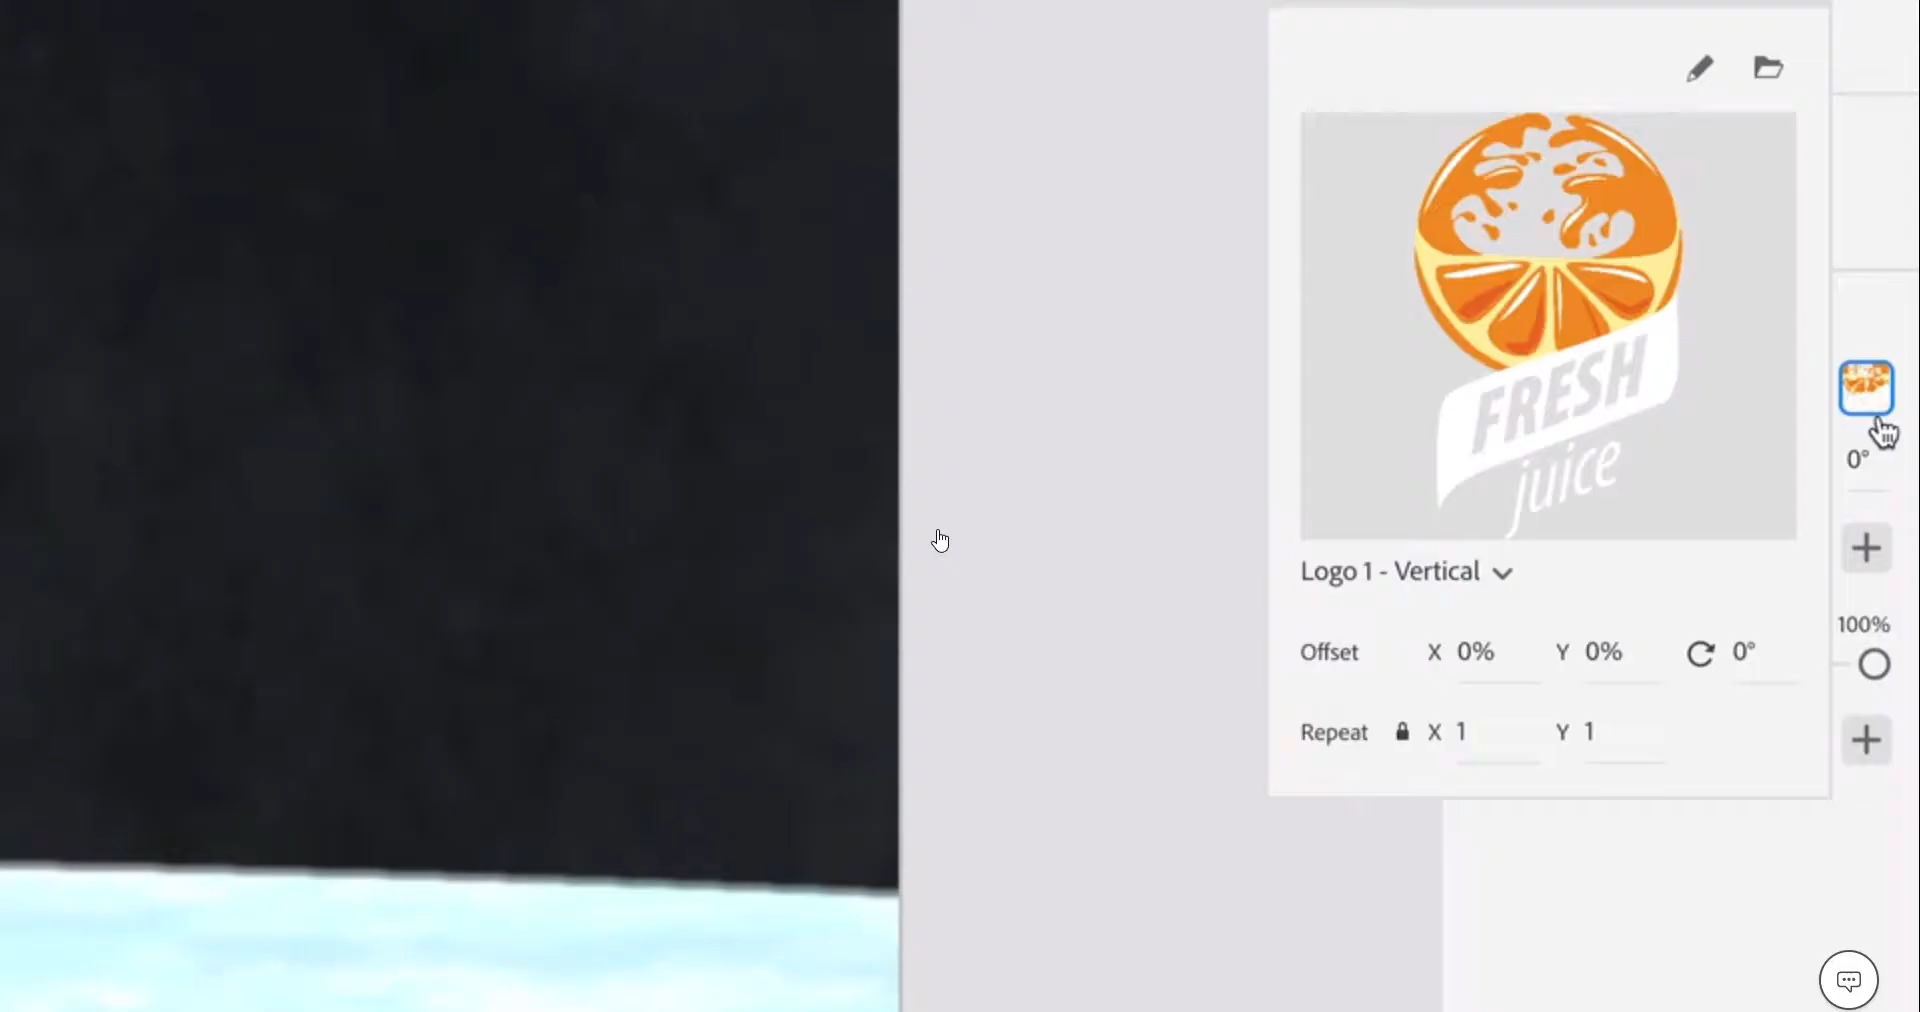 FRESH
juice
Logo 1 - Vertical
Offset X 0% Y 0% 0°
Repeat X 1 Y 1
0°
100%